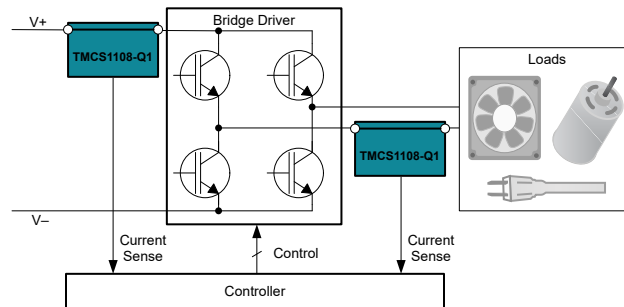 V+
TMCS1108-Q1
Bridge Driver
Loads
TMCS1108-Q1
V–
Current
Sense
Control
Current
Sense
Controller